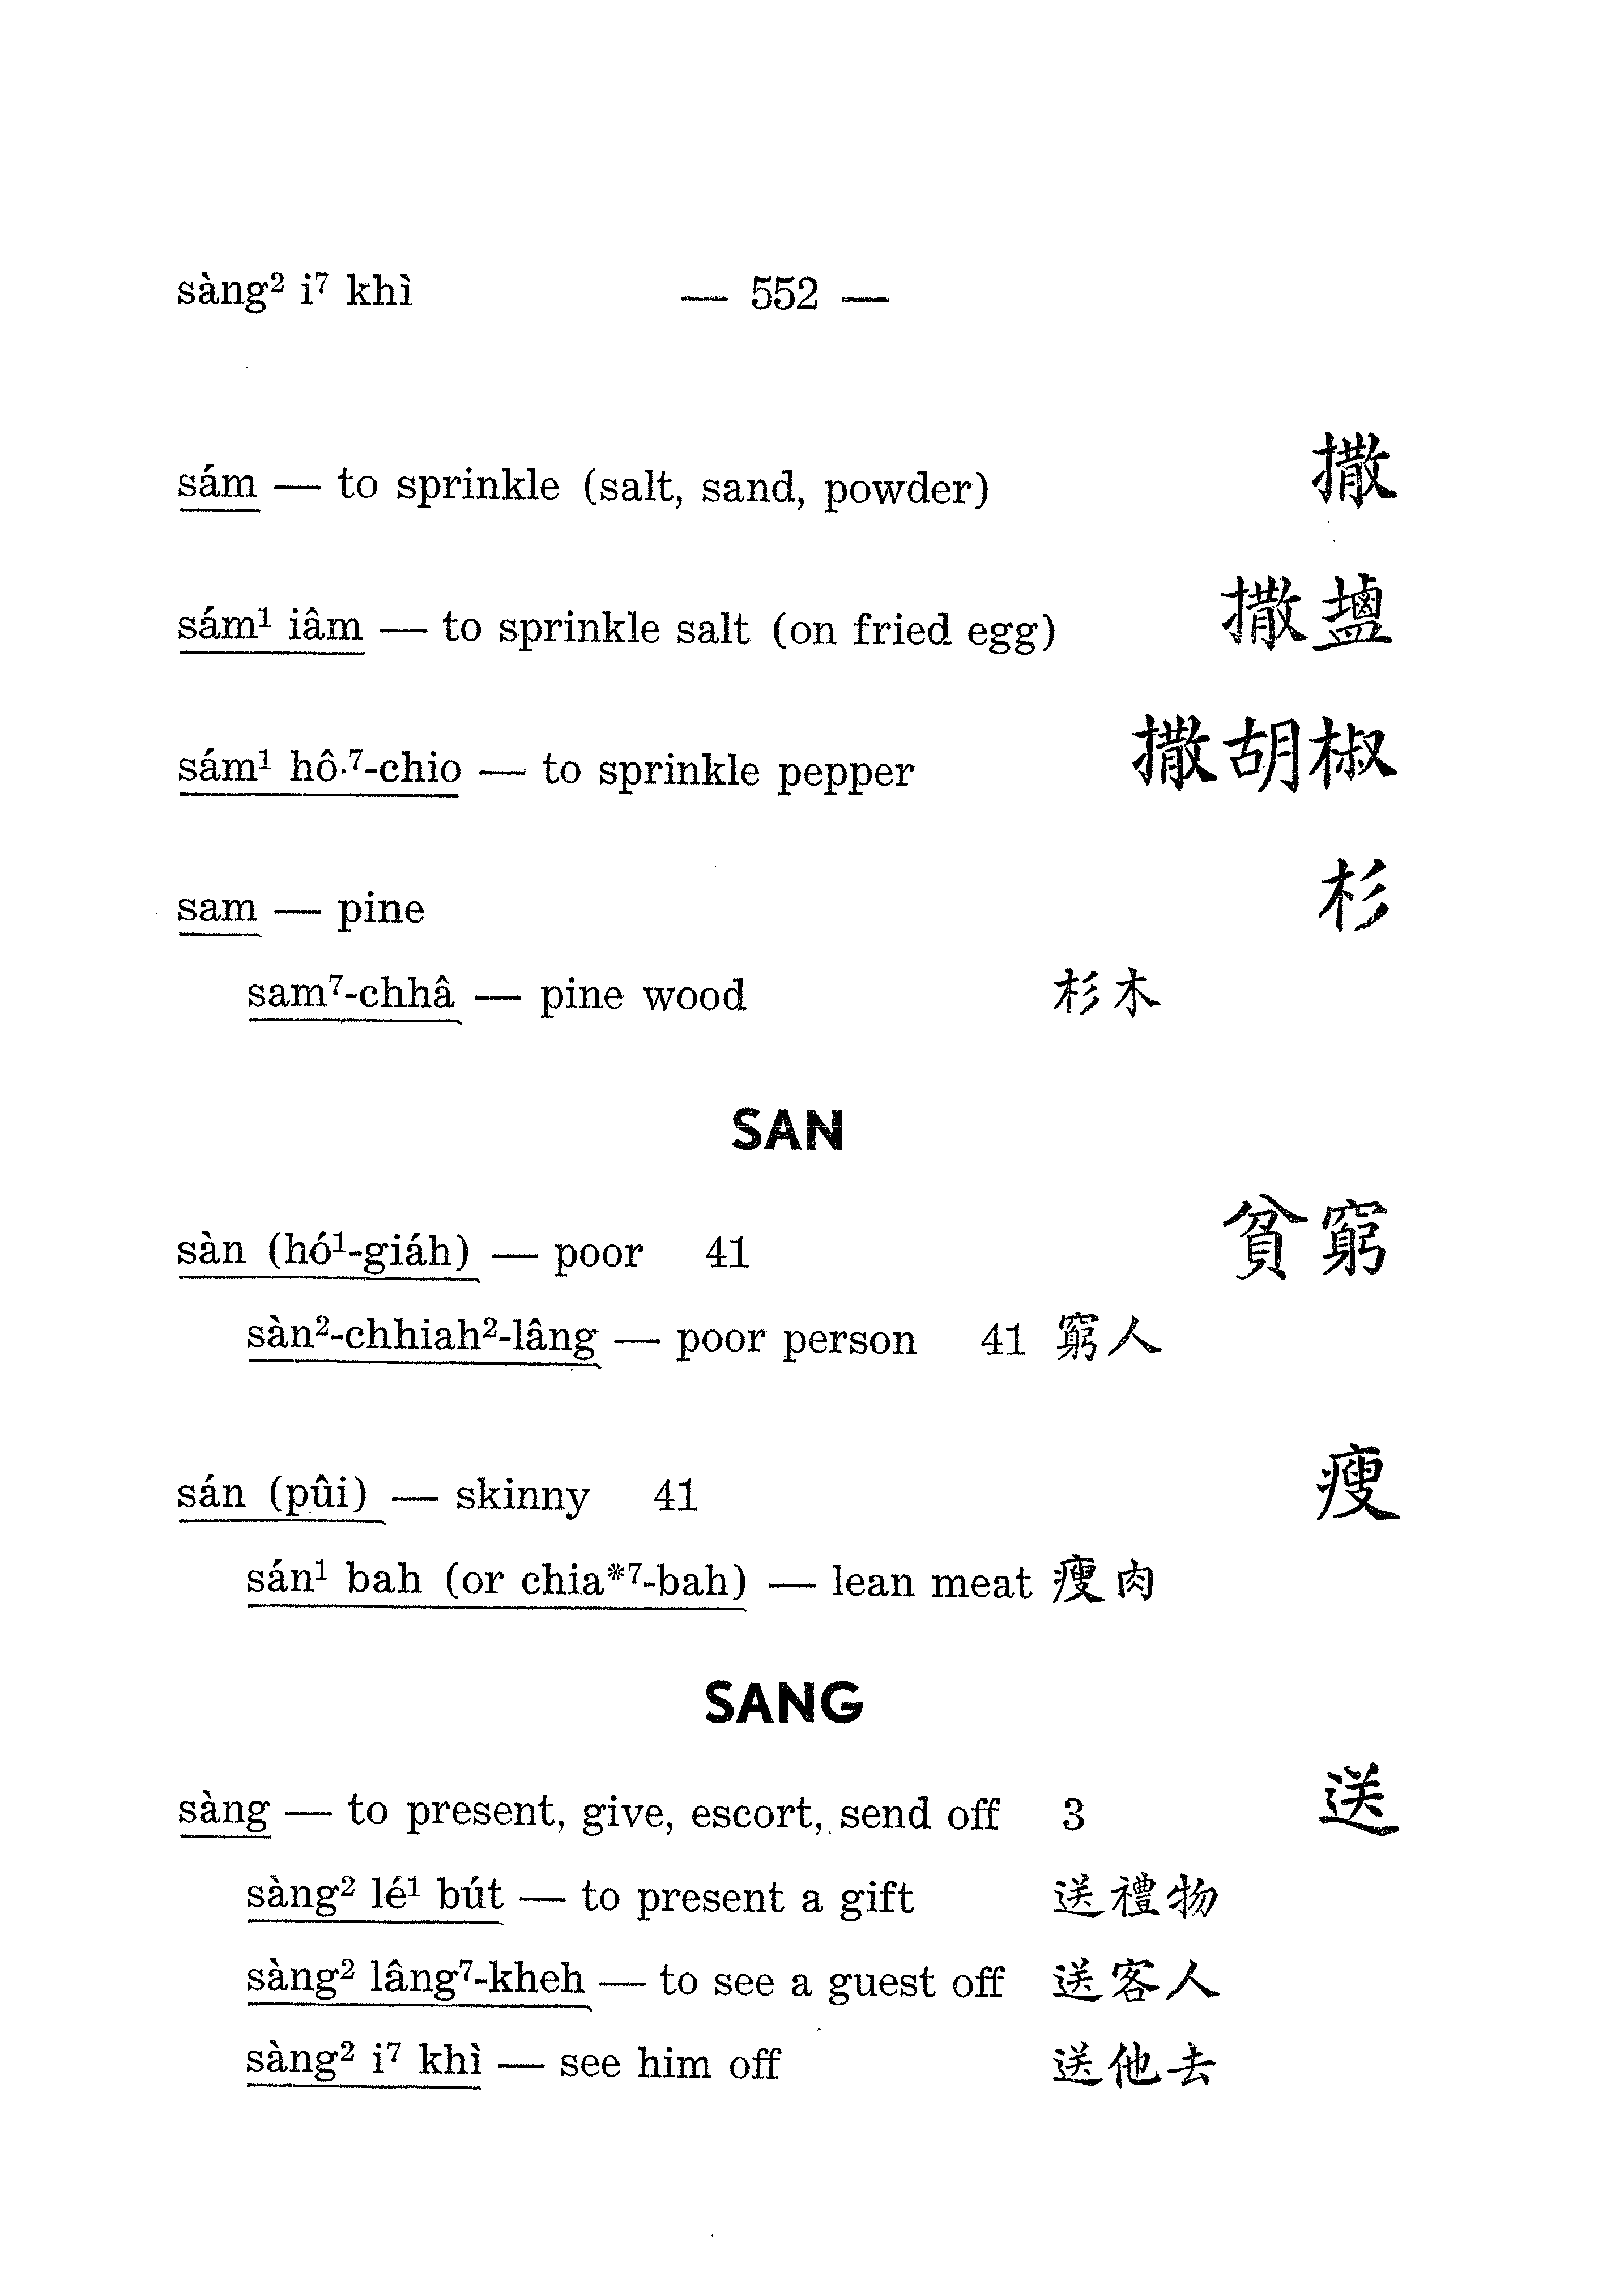 sàng² i⁷ khì — 552 —
sám — to sprinkle (salt, sand, powder) 撒
sám¹ iâm — to sprinkle salt (on fried egg) 撒盬
sám¹ hô·⁷-chio — to sprinkle pepper 撒胡椒
sam — pine 杉
sam⁷-chhâ — pine wood 杉木
SAN
sàn (hó¹-giáh) — poor 41 貧窮
sàn²-chhiah²-lâng — poor person 41 窮人
sán (pûi) — skinny 41 瘦
sán¹ bah (or chia*⁷-bah) — lean meat 瘦肉
SANG
sàng — to present, give, escort, send off 3 送
sàng² lé¹ bút — to present a gift 送禮物
sàng² lâng⁷-kheh — to see a guest off 送客人
sàng² i⁷ khì — see him off 送他去